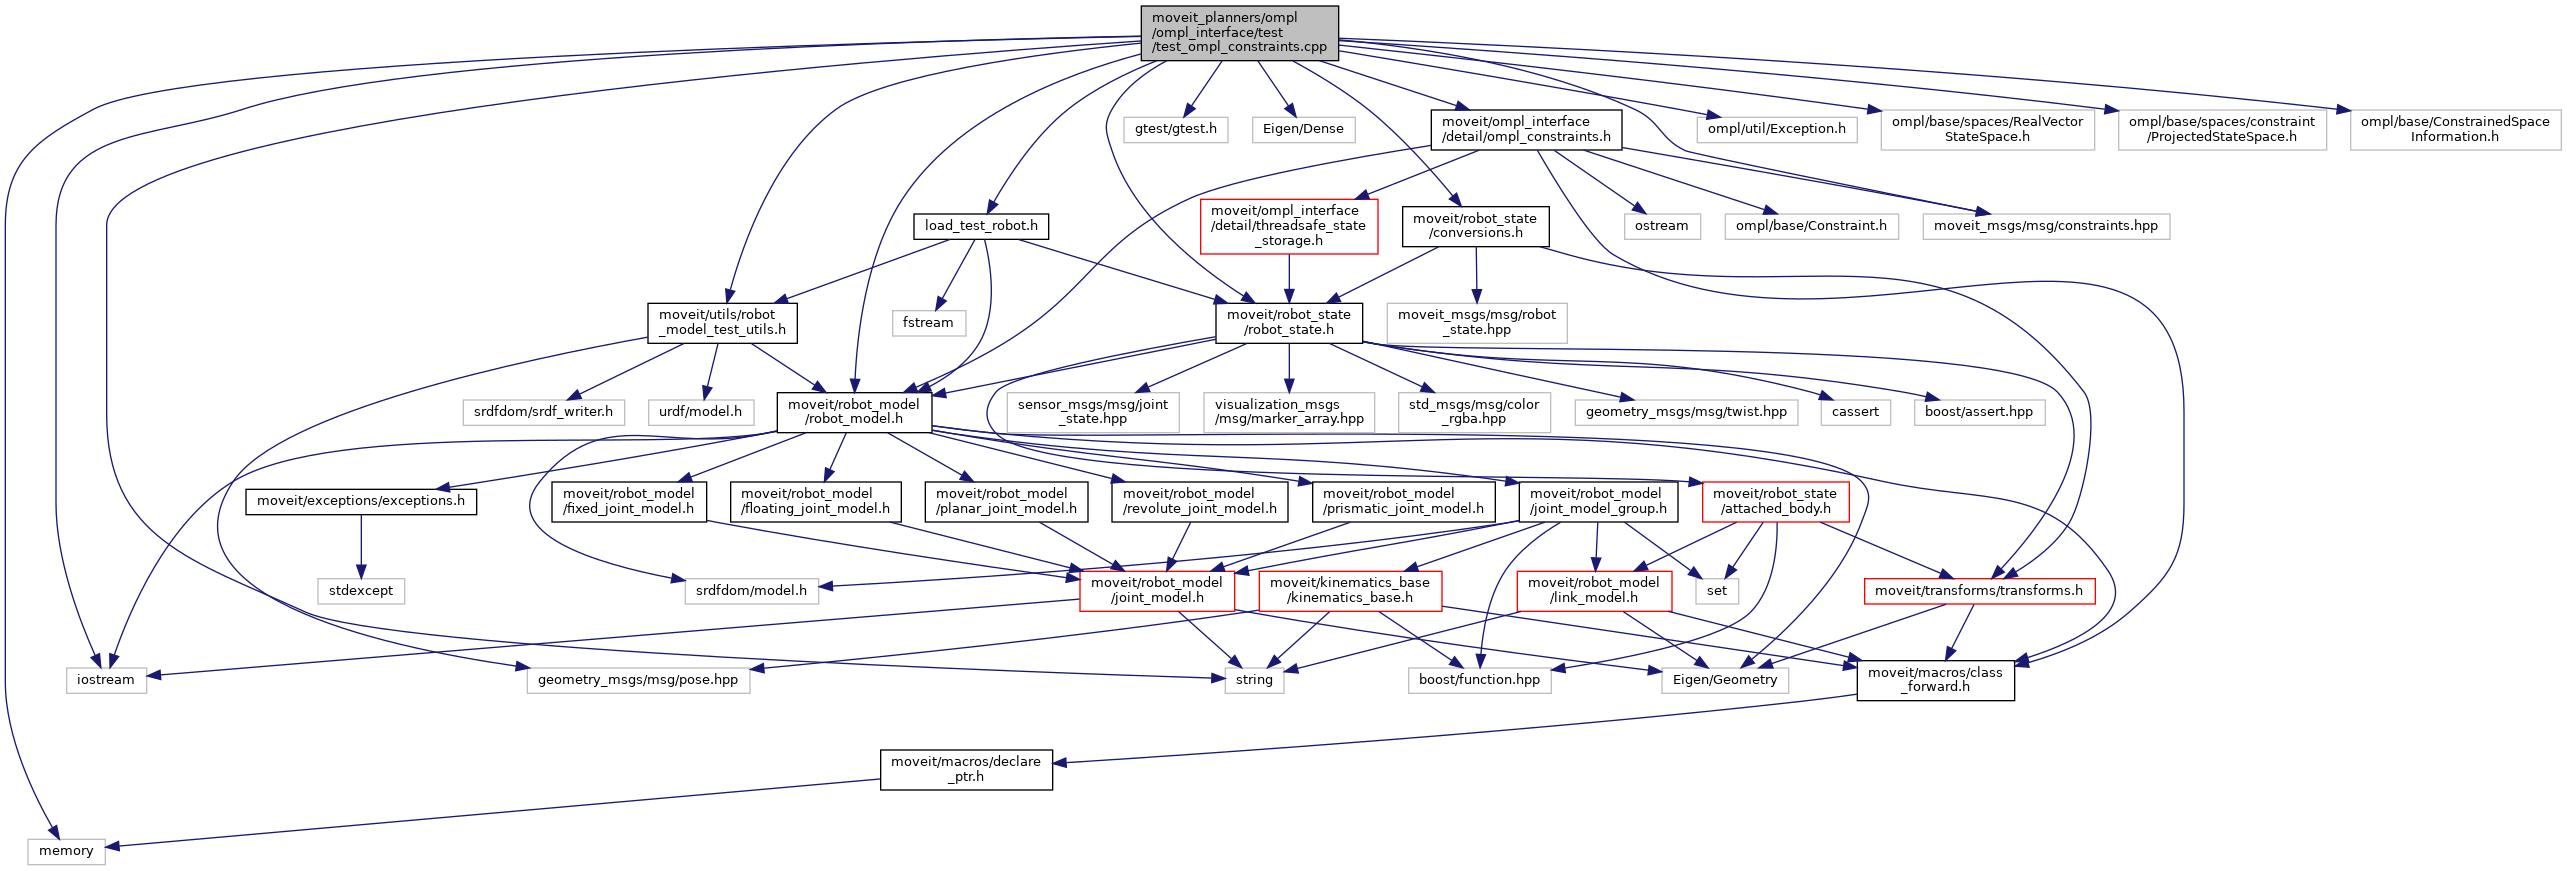 moveit_planners/ompl
/ompl_interface/test
/test_ompl_constraints.cpp
gtest/gtest.h
Eigen/Dense
moveit/ompl_interface
/detail/ompl_constraints.h
ompl/util/Exception.h
ompl/base/spaces/RealVector
StateSpace.h
ompl/base/spaces/constraint
/ProjectedStateSpace.h
ompl/base/ConstrainedSpace
Information.h
load_test_robot.h
moveit/ompl_interface
/detail/threadsafe_state
_storage.h
moveit/robot_state
/conversions.h
ostream
ompl/base/Constraint.h
moveit_msgs/msg/constraints.hpp
moveit/utils/robot
_model_test_utils.h
fstream
moveit/robot_state
/robot_state.h
moveit_msgs/msg/robot
_state.hpp
srdfdom/srdf_writer.h
urdf/model.h
moveit/robot_model
/robot_model.h
sensor_msgs/msg/joint
_state.hpp
visualization_msgs
/msg/marker_array.hpp
std_msgs/msg/color
_rgba.hpp
geometry_msgs/msg/twist.hpp
cassert
boost/assert.hpp
moveit/exceptions/exceptions.h
moveit/robot_model
/fixed_joint_model.h
moveit/robot_model
/floating_joint_model.h
moveit/robot_model
/planar_joint_model.h
moveit/robot_model
/revolute_joint_model.h
moveit/robot_model
/prismatic_joint_model.h
moveit/robot_model
/joint_model_group.h
moveit/robot_state
/attached_body.h
stdexcept
srdfdom/model.h
moveit/robot_model
/joint_model.h
moveit/kinematics_base
/kinematics_base.h
moveit/robot_model
/link_model.h
set
moveit/transforms/transforms.h
iostream
geometry_msgs/msg/pose.hpp
string
boost/function.hpp
Eigen/Geometry
moveit/macros/class
_forward.h
moveit/macros/declare
_ptr.h
memory